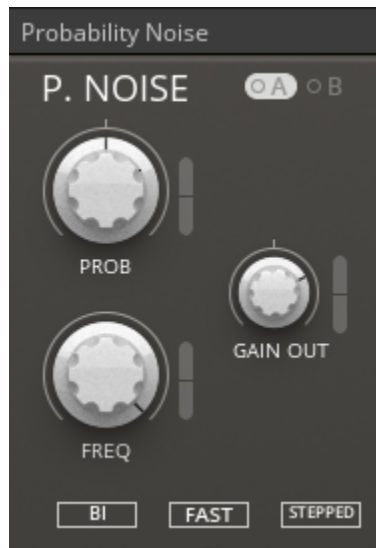 Probability Noise
P. NOISE A B
PROB
GAIN OUT
FREQ
BI FAST STEPPED